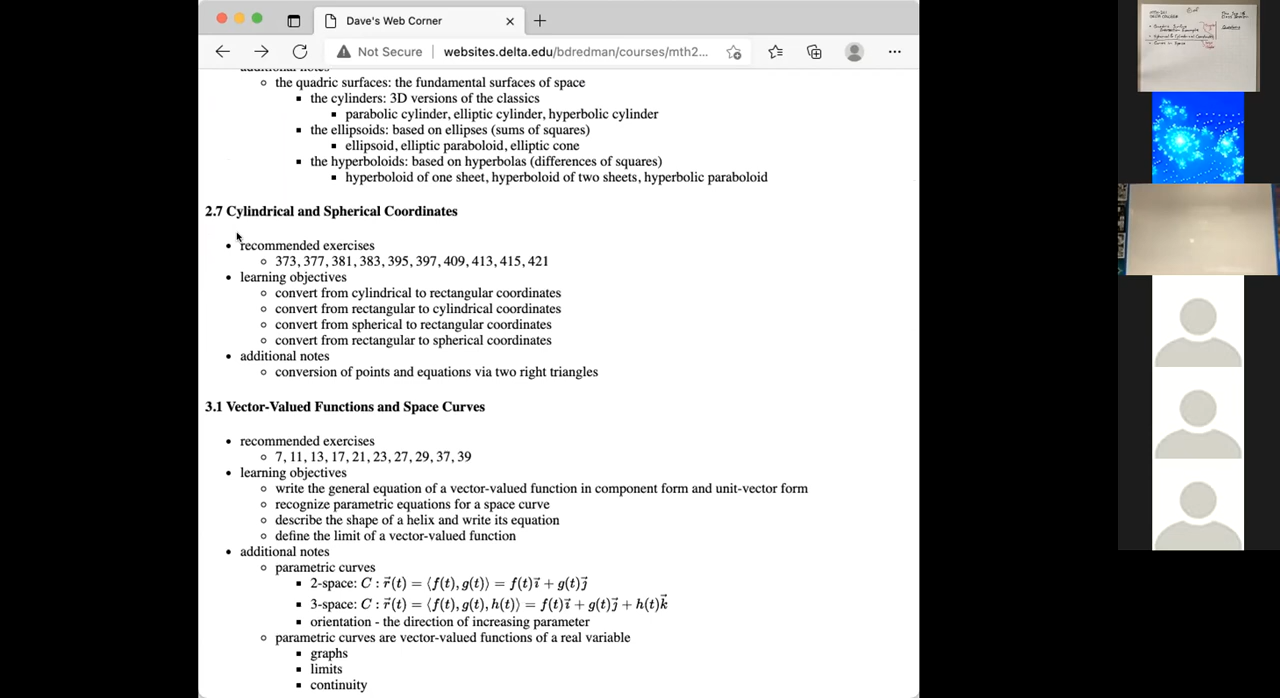 Dave's Web Corner
Not Secure
websites.delta.edu/bdredman/courses/mth2...
additional notes
the quadric surfaces: the fundamental surfaces of space
the cylinders: 3D versions of the classics
parabolic cylinder, elliptic cylinder, hyperbolic cylinder
the ellipsoids: based on ellipses (sums of squares)
ellipsoid, elliptic paraboloid, elliptic cone
the hyperboloids: based on hyperbolas (differences of squares)
hyperboloid of one sheet, hyperboloid of two sheets, hyperbolic paraboloid
2.7 Cylindrical and Spherical Coordinates
recommended exercises
373, 377, 381, 383, 395, 397, 409, 413, 415, 421
learning objectives
convert from cylindrical to rectangular coordinates
convert from rectangular to cylindrical coordinates
convert from spherical to rectangular coordinates
convert from rectangular to spherical coordinates
additional notes
conversion of points and equations via two right triangles
3.1 Vector-Valued Functions and Space Curves
recommended exercises
7, 11, 13, 17, 21, 23, 27, 29, 37, 39
learning objectives
write the general equation of a vector-valued function in component form and unit-vector form
recognize parametric equations for a space curve
describe the shape of a helix and write its equation
define the limit of a vector-valued function
additional notes
parametric curves
2-space: C : r⃗(t) = ⟨f(t), g(t)⟩ = f(t)i⃗ + g(t)j⃗
3-space: C : r⃗(t) = ⟨f(t), g(t), h(t)⟩ = f(t)i⃗ + g(t)j⃗ + h(t)k⃗
orientation - the direction of increasing parameter
parametric curves are vector-valued functions of a real variable
graphs
limits
continuity